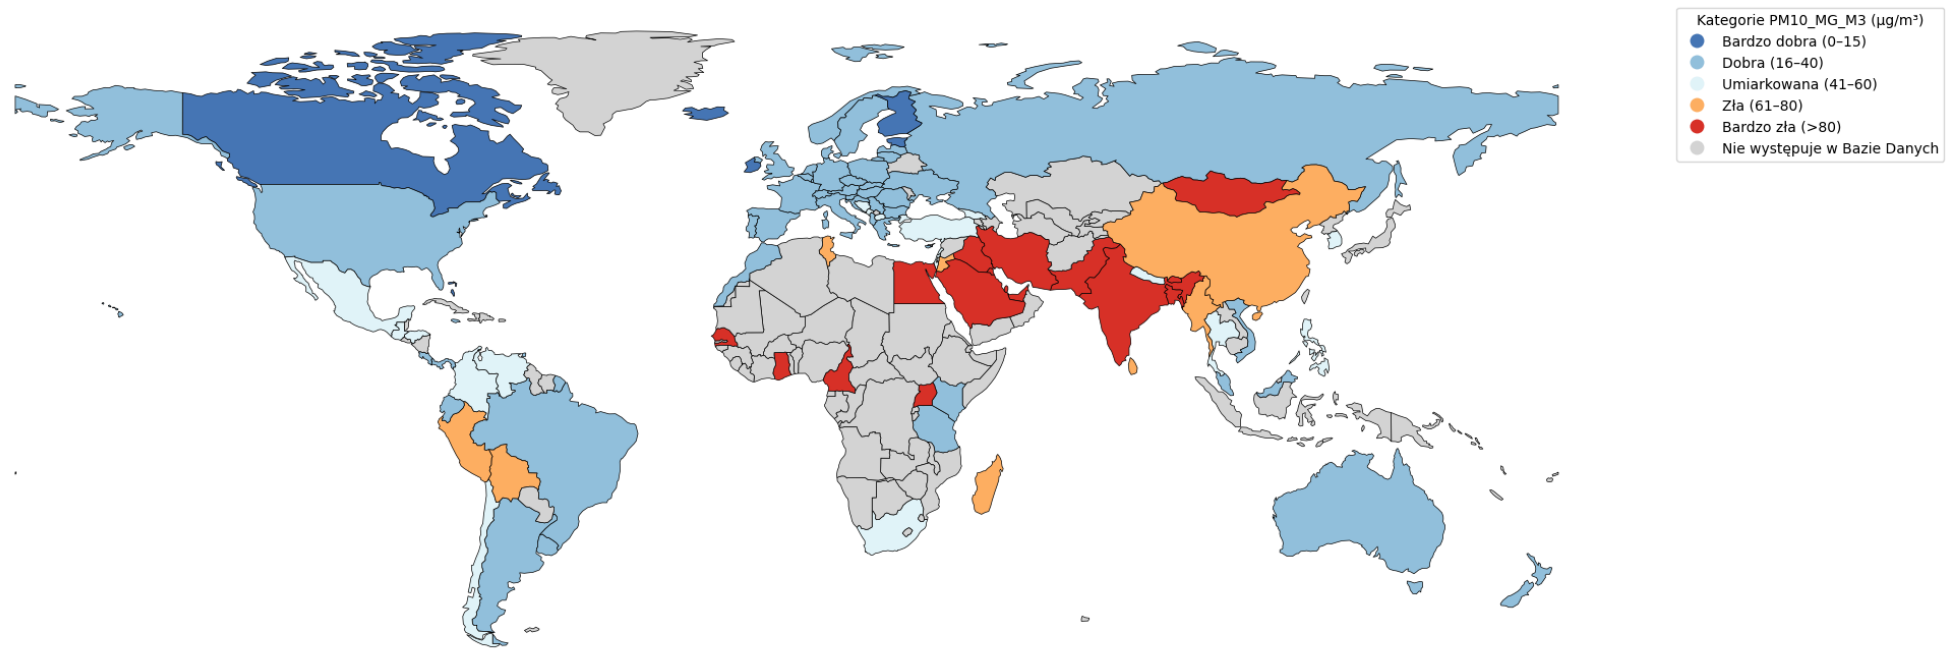 Kategorie PM10_MG_M3 (µg/m³)
Bardzo dobra (0–15)
Dobra (16–40)
Umiarkowana (41–60)
Zła (61–80)
Bardzo zła (>80)
Nie występuje w Bazie Danych